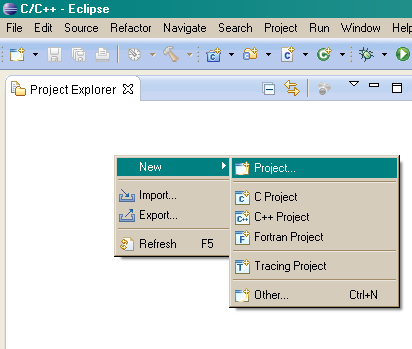 C/C++ - Eclipse
File Edit Source Refactor Navigate Search Project Run Window
Project Explorer
New
Import...
Export...
Refresh F5
Project...
C Project
C++ Project
Fortran Project
Tracing Project
Other... Ctrl+N